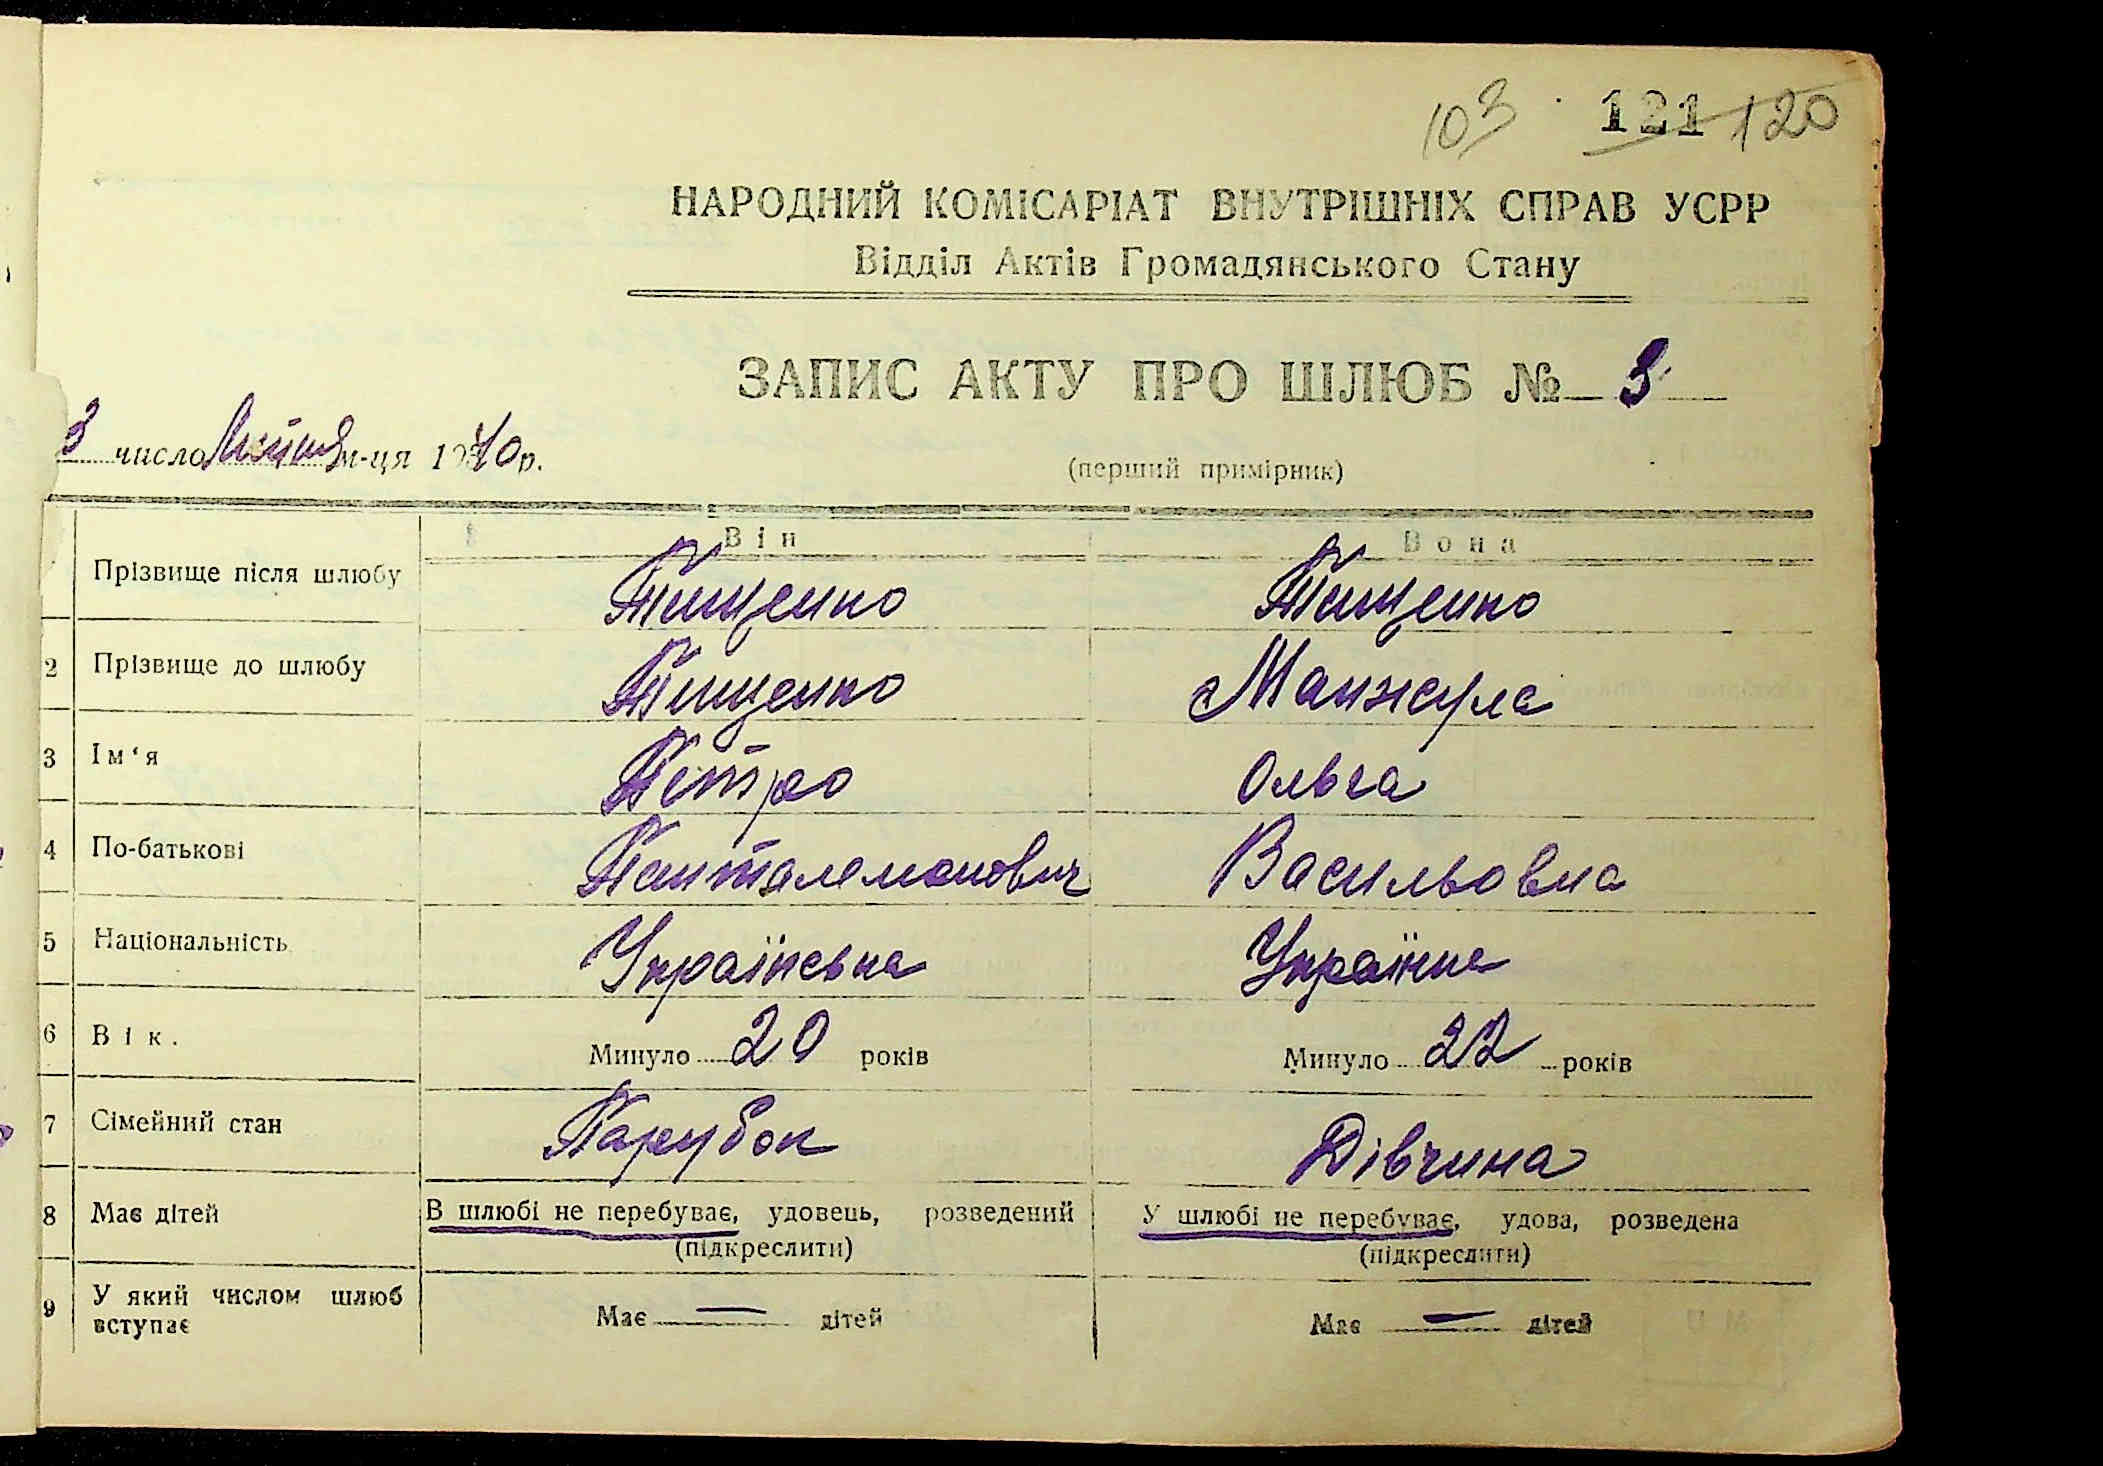 103 121 120
НАРОДНИЙ КОМІСАРІАТ ВНУТРІШНІХ СПРАВ УСРР
Відділ Актів Громадянського Стану
ЗАПИС АКТУ ПРО ШЛЮБ № 3
3 число м-ця 1940 р.
(перший примірник)
Він Вона
Прізвище після шлюбу Тищенко Тищенко
2 Прізвище до шлюбу Тищенко Манжула
3 Ім‘я Петро Ольга
4 По-батькові Панталемонович Васильовна
5 Національність Українська Українка
6 Вік. Минуло 20 років Минуло 22 років
7 Сімейний стан Парубок Дівчина
8 Має дітей В шлюбі не перебуває, удовець, розведений У шлюбі не перебуває, удова, розведена
(підкреслити) (підкреслити)
9 У який числом шлюб вступає Має — дітей Має — дітей